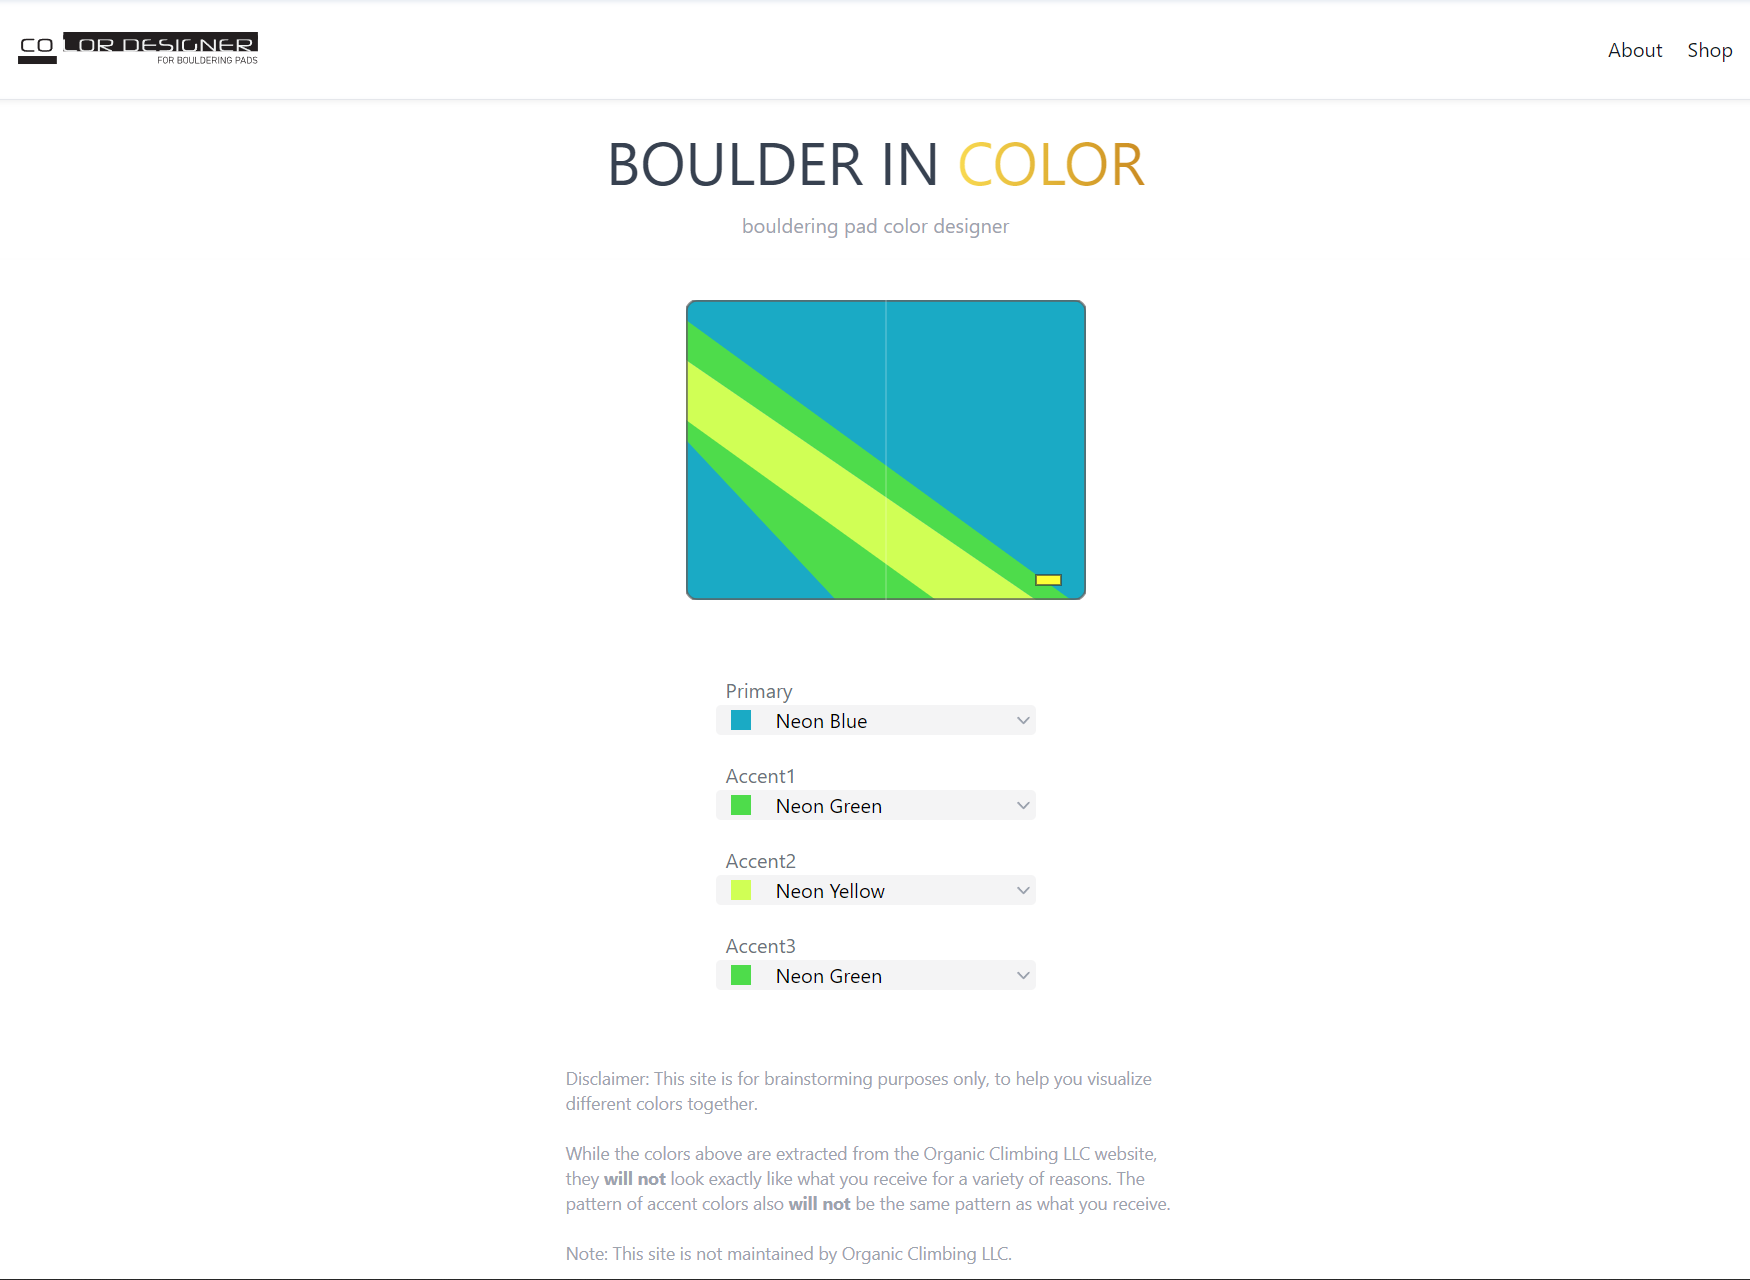 COLOR DESIGNER
FOR BOULDERING PADS
About
Shop
BOULDER IN COLOR
bouldering pad color designer
Primary
Neon Blue
Accent1
Neon Green
Accent2
Neon Yellow
Accent3
Neon Green
Disclaimer: This site is for brainstorming purposes only, to help you visualize
different colors together.
While the colors above are extracted from the Organic Climbing LLC website,
they will not look exactly like what you receive for a variety of reasons. The
pattern of accent colors also will not be the same pattern as what you receive.
Note: This site is not maintained by Organic Climbing LLC.